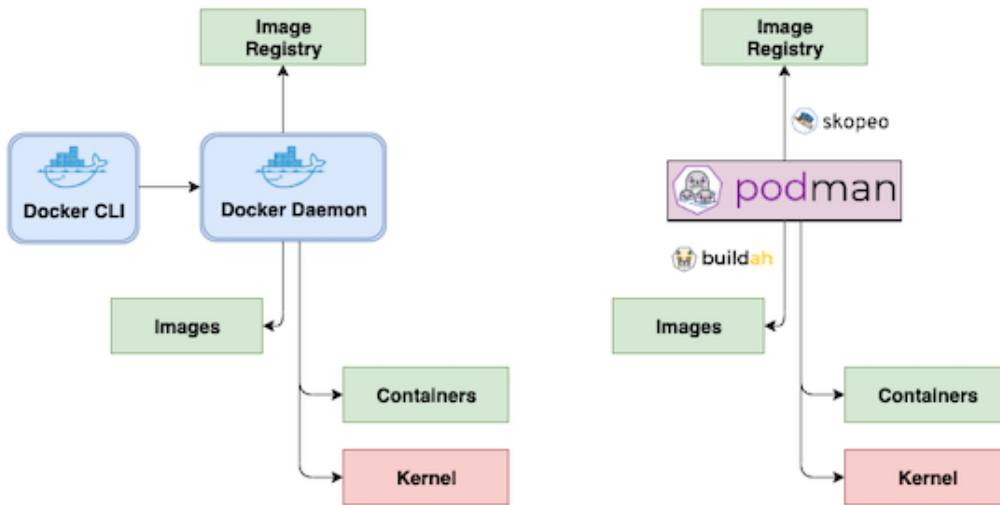 Image
Registry
Docker CLI
Docker Daemon
Images
Containers
Kernel
Image
Registry
skopeo
podman
buildah
Images
Containers
Kernel